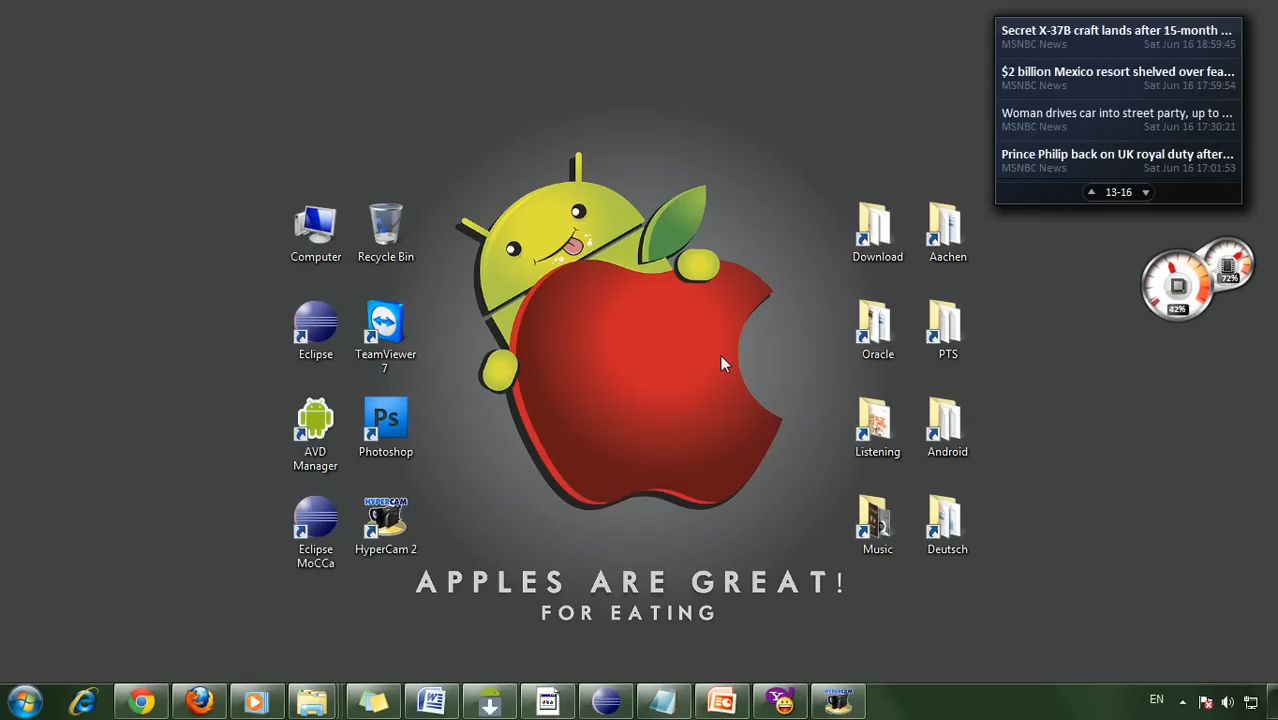 Secret X-37B craft lands after 15-month ...
MSNBC News Sat Jun 16 18:59:45
$2 billion Mexico resort shelved over fea...
MSNBC News Sat Jun 16 17:59:54
Woman drives car into street party, up to ...
MSNBC News Sat Jun 16 17:30:21
Prince Philip back on UK royal duty after...
MSNBC News Sat Jun 16 17:01:53
13-16
Computer
Recycle Bin
Download
Aachen
72%
42%
Eclipse
TeamViewer
7
Oracle
PTS
Ps
AVD
Manager
Photoshop
Listening
Android
HYPERCAM
Eclipse
MoCCa
HyperCam 2
Music
Deutsch
APPLES ARE GREAT!
FOR EATING
EN